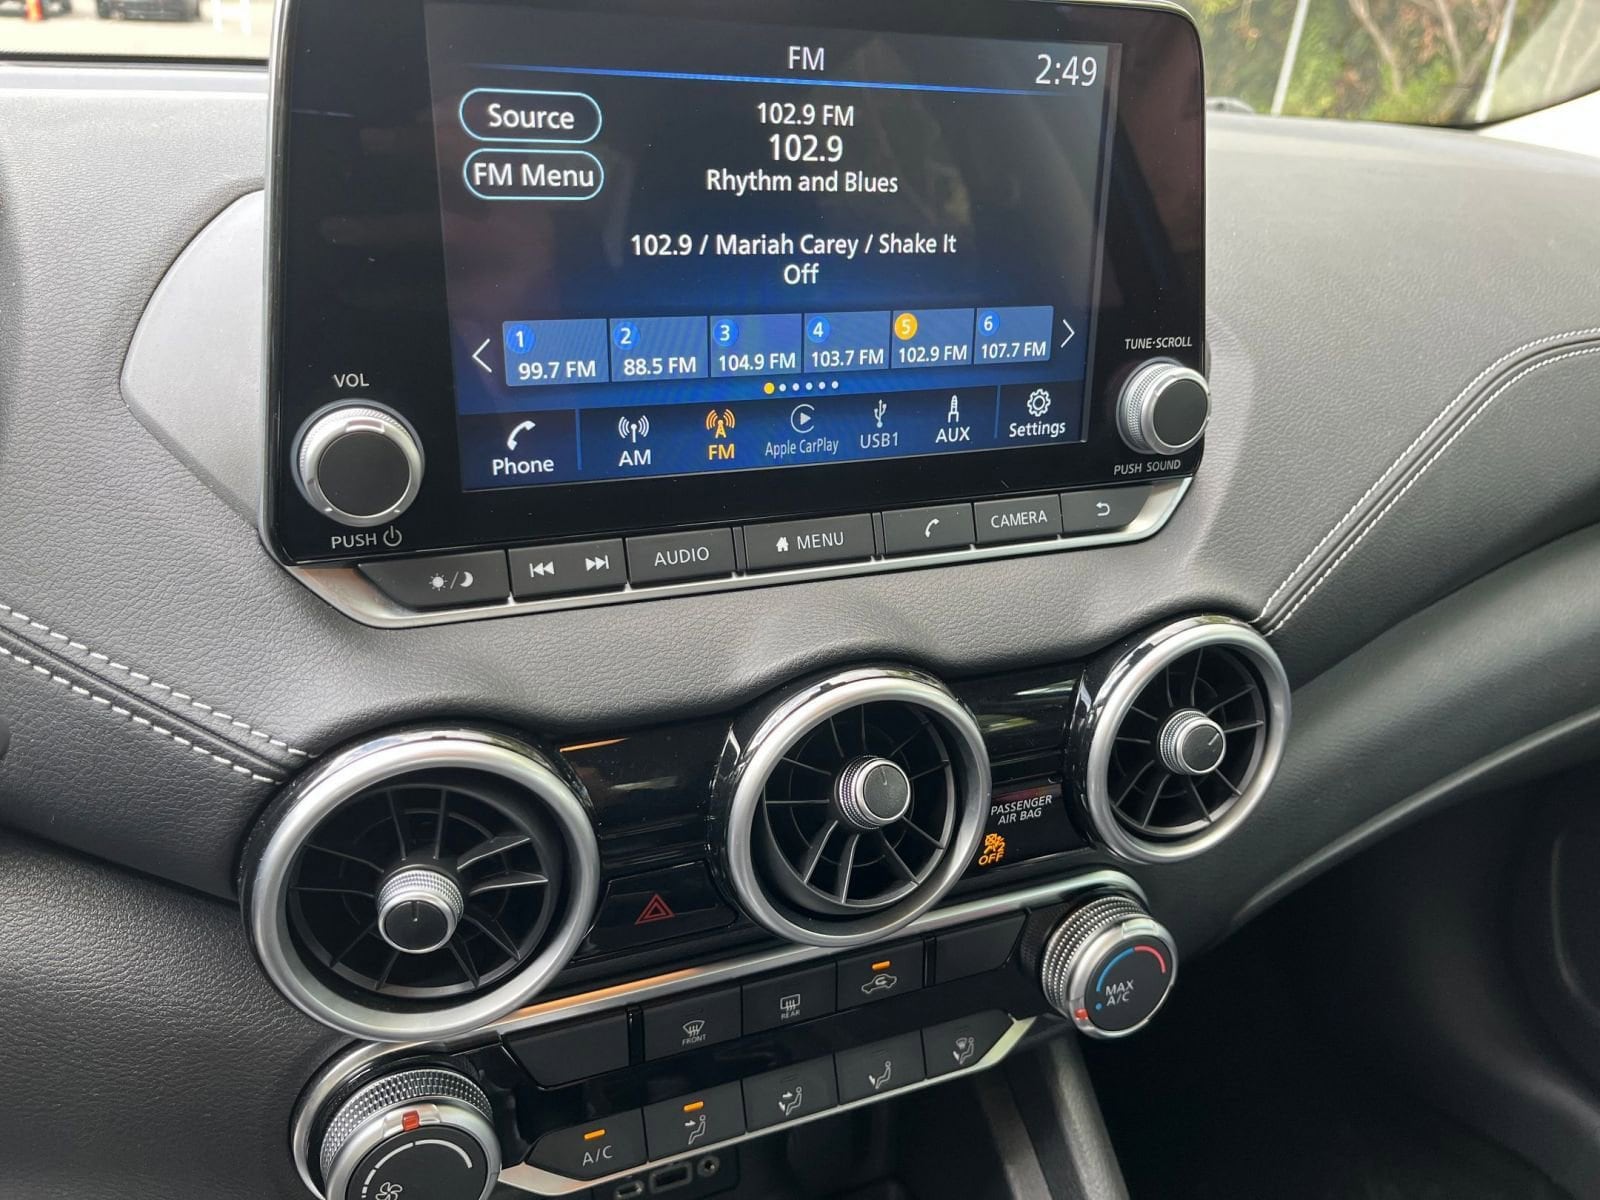 FM
2:49
Source
FM Menu
102.9 FM
102.9
Rhythm and Blues
102.9 / Mariah Carey / Shake It
Off
1
2
3
4
5
6
99.7 FM
88.5 FM
104.9 FM
103.7 FM
102.9 FM
107.7 FM
Phone
AM
FM
Apple CarPlay
USB1
AUX
Settings
VOL
PUSH
TUNE·SCROLL
PUSH SOUND
AUDIO
MENU
CAMERA
PASSENGER
AIR BAG
OFF
FRONT
REAR
MAX
A/C
A/C